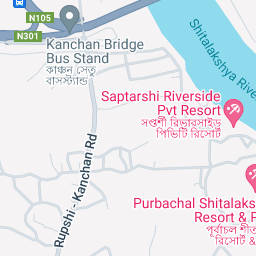 N105
N301
Kanchan Bridge
Bus Stand
কাঞ্চন সেতু
বাসস্ট্যান্ড
Shitalakshya River
Saptarshi Riverside
Pvt Resort
সপ্তর্শী রিভারসাইড
পিভিটি রিসোর্ট
Rupshi - Kanchan Rd
Purbachal Shitalaks
Resort & P
পূর্বাচল শীত
রিসোর্ট &